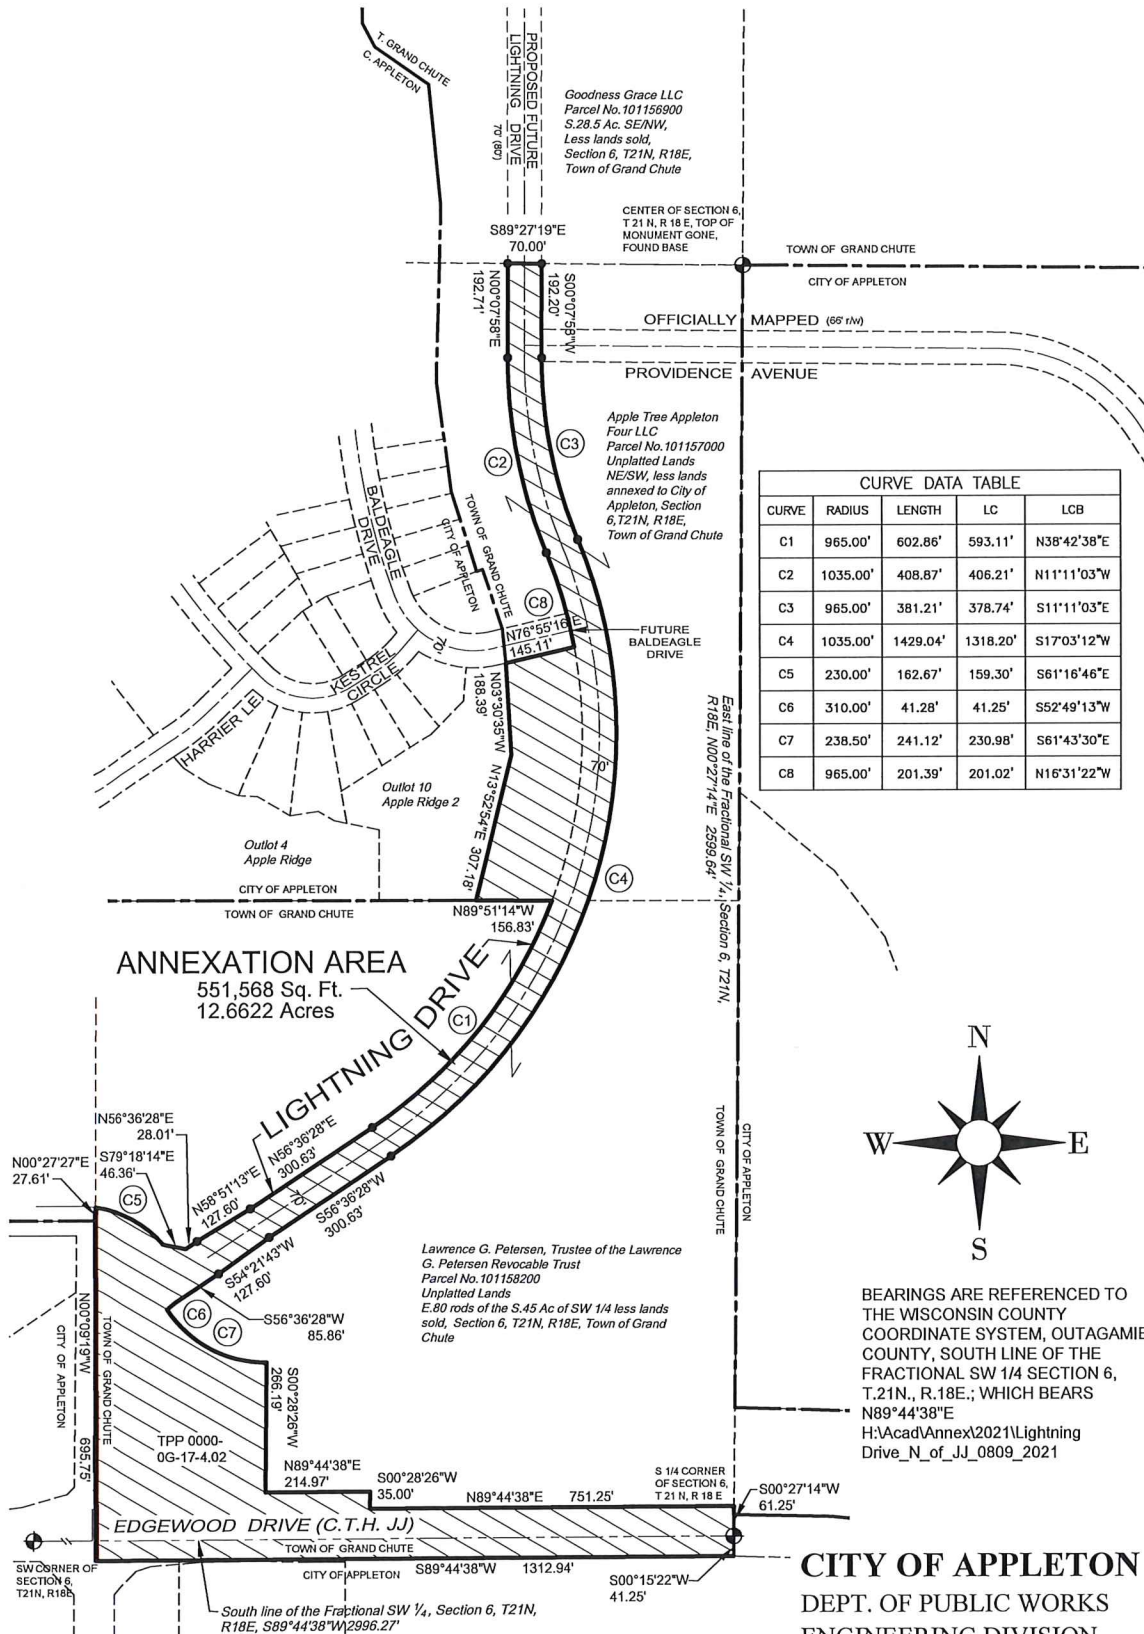 T. GRAND CHUTE
C. APPLETON
PROPOSED FUTURE
LIGHTNING DRIVE
70' (80')
Goodness Grace LLC
Parcel No.101156900
S.28.5 Ac. SE/NW,
Less lands sold,
Section 6, T21N, R18E,
Town of Grand Chute
CENTER OF SECTION 6,
T 21 N, R 18 E, TOP OF
MONUMENT GONE,
FOUND BASE
S89°27'19"E
70.00'
TOWN OF GRAND CHUTE
CITY OF APPLETON
N00°07'58"E
192.71'
S00°07'58"W
192.20'
OFFICIALLY MAPPED (66' r/w)
PROVIDENCE AVENUE
Apple Tree Appleton
Four LLC
Parcel No.101157000
Unplatted Lands
NE/SW, less lands
annexed to City of
Appleton, Section
6,T21N, R18E,
Town of Grand Chute
C3
C2
CURVE DATA TABLE
CURVE RADIUS LENGTH LC LCB
C1 965.00' 602.86' 593.11' N38°42'38"E
C2 1035.00' 408.87' 406.21' N11°11'03"W
C3 965.00' 381.21' 378.74' S11°11'03"E
C4 1035.00' 1429.04' 1318.20' S17°03'12"W
C5 230.00' 162.67' 159.30' S61°16'46"E
C6 310.00' 41.28' 41.25' S52°49'13"W
C7 238.50' 241.12' 230.98' S61°43'30"E
C8 965.00' 201.39' 201.02' N16°31'22"W
BALDEAGLE
DRIVE
TOWN OF GRAND CHUTE
CITY OF APPLETON
C8
N76°55'16"E
145.11'
FUTURE
BALDEAGLE
DRIVE
70'
KESTREL
CIRCLE
HARRIER LE
N03°30'35"W
188.39'
70'
East line of the Fractional SW 1/4, Section 6, T21N,
R18E, N00°27'14"E 2599.64'
Outlot 10
Apple Ridge 2
N13°52'54"E 307.18'
Outlot 4
Apple Ridge
C4
CITY OF APPLETON
TOWN OF GRAND CHUTE
N89°51'14"W
156.83'
ANNEXATION AREA
551,568 Sq. Ft.
12.6622 Acres
LIGHTNING DRIVE
C1
N
W
E
S
TOWN OF GRAND CHUTE
CITY OF APPLETON
N56°36'28"E
28.01'
S79°18'14"E
46.36'
N00°27'27"E
27.61'
C5
N58°51'13"E
127.60'
N56°36'28"E
300.63'
70'
S56°36'28"W
300.63'
S54°21'43"W
127.60'
Lawrence G. Petersen, Trustee of the Lawrence
G. Petersen Revocable Trust
Parcel No.101158200
Unplatted Lands
E.80 rods of the S.45 Ac of SW 1/4 less lands
sold, Section 6, T21N, R18E, Town of Grand
Chute
C6
C7
S56°36'28"W
85.86'
BEARINGS ARE REFERENCED TO
THE WISCONSIN COUNTY
COORDINATE SYSTEM, OUTAGAMIE
COUNTY, SOUTH LINE OF THE
FRACTIONAL SW 1/4 SECTION 6,
T.21N., R.18E.; WHICH BEARS
N89°44'38"E
H:\Acad\Annex\2021\Lightning
Drive_N_of_JJ_0809_2021
N00°09'19"W 695.75'
CITY OF APPLETON
TOWN OF GRAND CHUTE
S00°28'26"W
266.19'
TPP 0000-
0G-17-4.02
N89°44'38"E
214.97'
S00°28'26"W
35.00'
N89°44'38"E 751.25'
S 1/4 CORNER
OF SECTION 6,
T 21 N, R 18 E
S00°27'14"W
61.25'
EDGEWOOD DRIVE (C.T.H. JJ)
TOWN OF GRAND CHUTE
CITY OF APPLETON
S89°44'38"W 1312.94'
S00°15'22"W
41.25'
SW CORNER OF
SECTION 6,
T21N, R18E
South line of the Fractional SW 1/4, Section 6, T21N,
R18E, S89°44'38"W 2996.27'
CITY OF APPLETON
DEPT. OF PUBLIC WORKS
ENGINEERING DIVISION